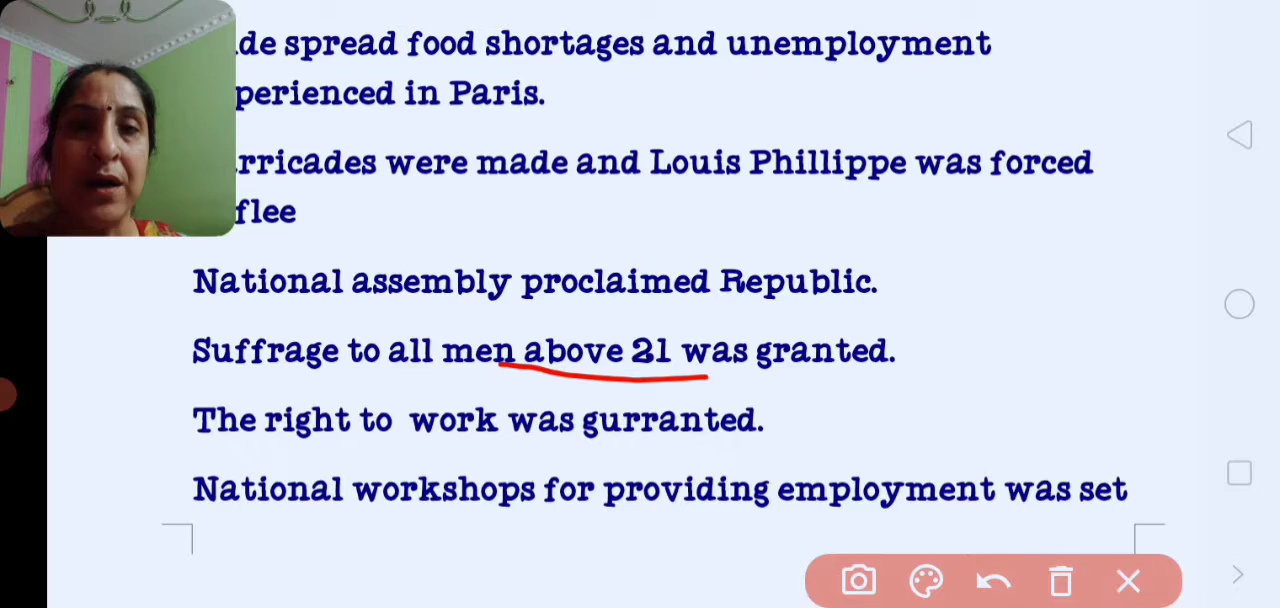 de spread food shortages and unemployment
perienced in Paris.
rricades were made and Louis Phillippe was forced
flee
National assembly proclaimed Republic.
Suffrage to all men above 21 was granted.
The right to work was gurranted.
National workshops for providing employment was set